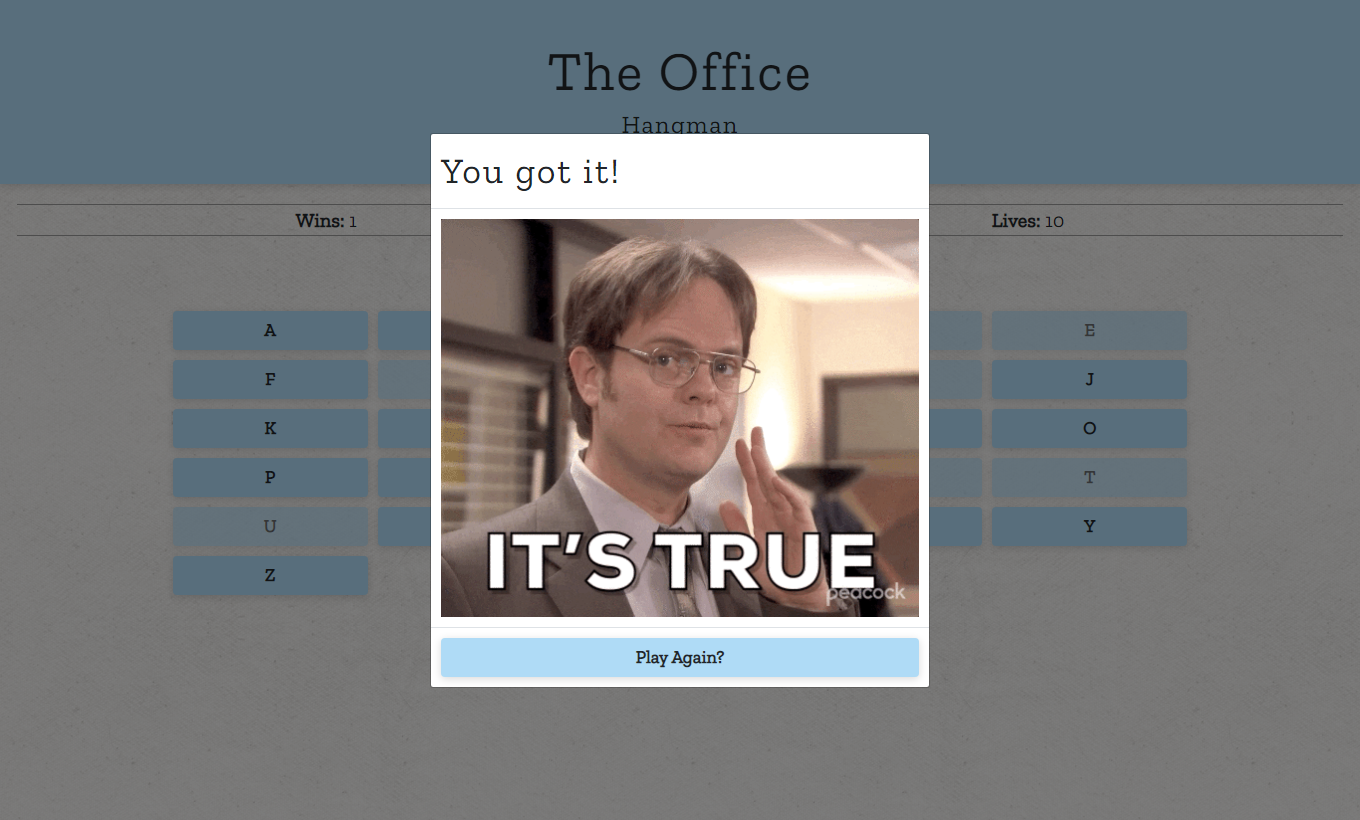 The Office
Hangman
You got it!
Wins: 1
Lives: 10
A
E
F
J
K
O
P
T
U
Y
Z
IT'S TRUE
peacock
Play Again?